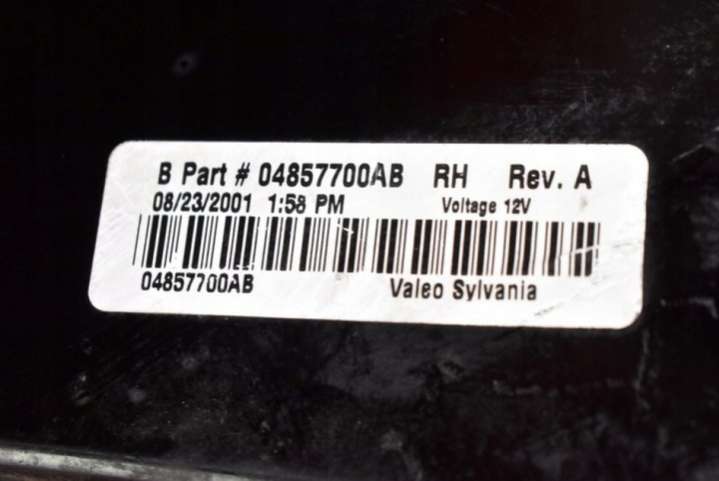 B Part # 04857700AB RH Rev. A
08/23/2001 1:58 PM Voltage 12V
04857700AB Valeo Sylvania